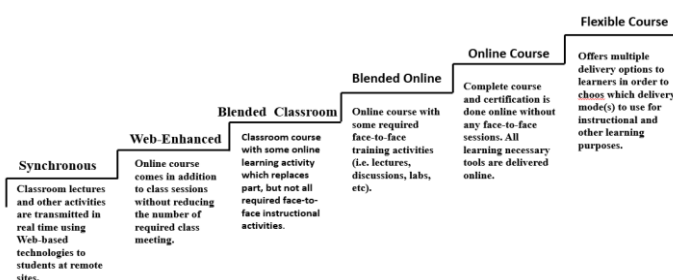 Synchronous
Classroom lectures
and other activities
are transmitted in
real time using
Web-based
technologies to
students at remote
sites.
Web-Enhanced
Online course
comes in addition
to class sessions
without reducing
the number of
required class
meeting.
Blended Classroom
Classroom course
with some online
learning activity
which replaces
part, but not all
required face-to-
face instructional
activities.
Blended Online
Online course with
some required
face-to-face
training activities
(i.e. lectures,
discussions, labs,
etc).
Online Course
Complete course
and certification is
done online without
any face-to-face
sessions. All
learning necessary
tools are delivered
online.
Flexible Course
Offers multiple
delivery options to
learners in order to
choos which delivery
mode(s) to use for
instructional and
other learning
purposes.